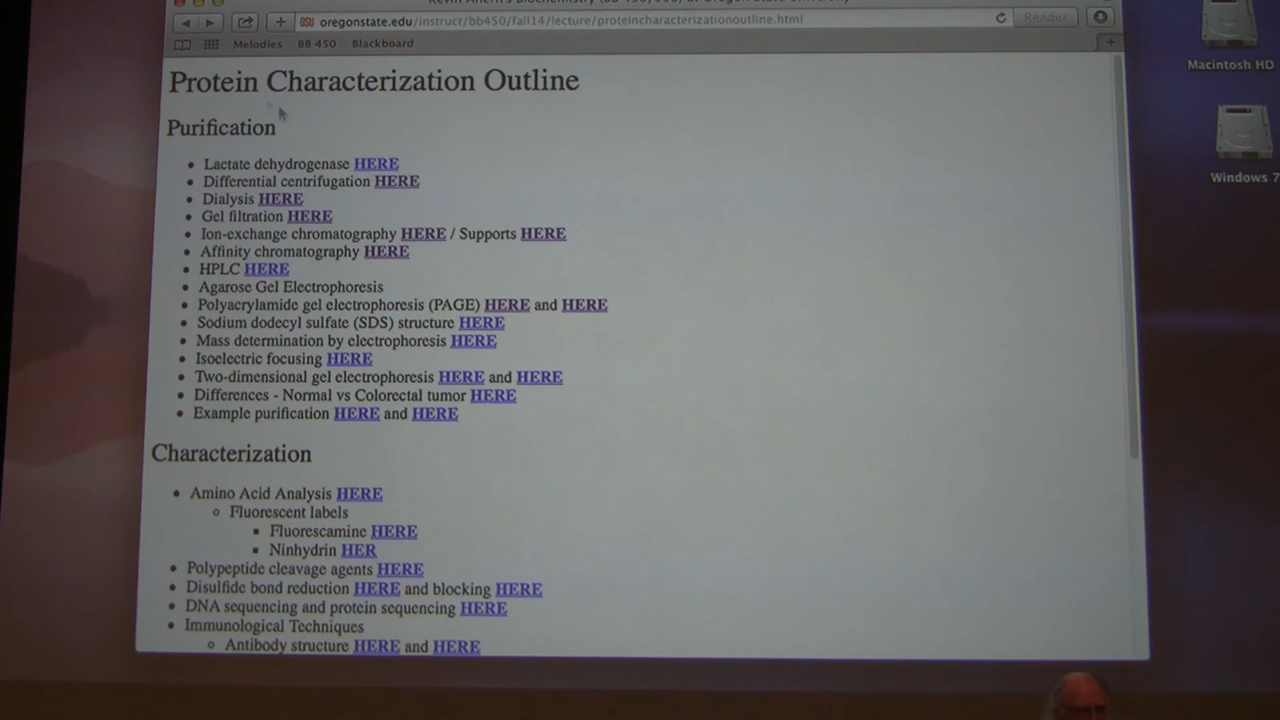 oregonstate.edu/instruct/bb450/fall14/lecture/proteincharacterizationoutline.html
Reader
Melodies BB 450 Blackboard
Macintosh HD
Windows 7
Protein Characterization Outline
Purification
Lactate dehydrogenase HERE
Differential centrifugation HERE
Dialysis HERE
Gel filtration HERE
Ion-exchange chromatography HERE / Supports HERE
Affinity chromatography HERE
HPLC HERE
Agarose Gel Electrophoresis
Polyacrylamide gel electrophoresis (PAGE) HERE and HERE
Sodium dodecyl sulfate (SDS) structure HERE
Mass determination by electrophoresis HERE
Isoelectric focusing HERE
Two-dimensional gel electrophoresis HERE and HERE
Differences - Normal vs Colorectal tumor HERE
Example purification HERE and HERE
Characterization
Amino Acid Analysis HERE
Fluorescent labels
Fluorescamine HERE
Ninhydrin HER
Polypeptide cleavage agents HERE
Disulfide bond reduction HERE and blocking HERE
DNA sequencing and protein sequencing HERE
Immunological Techniques
Antibody structure HERE and HERE